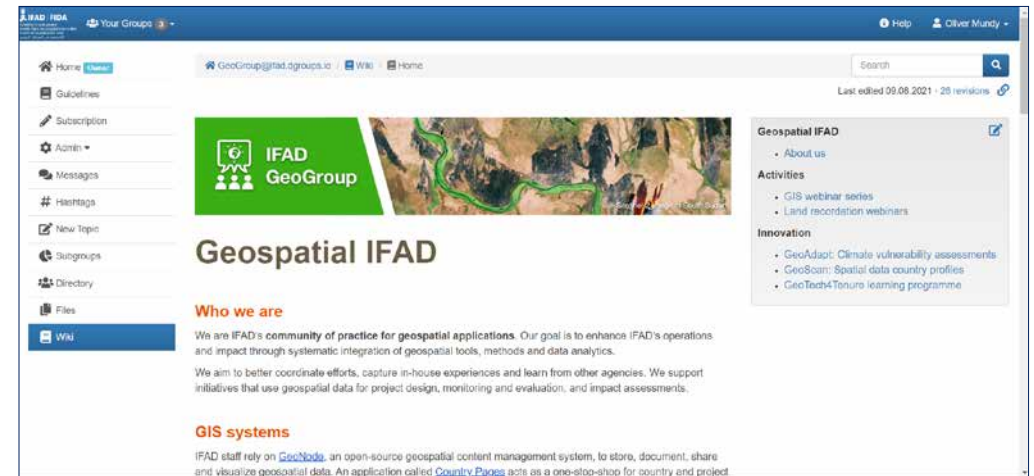 IFAD FIDA
Your Groups 3
Help
Oliver Mundy
Home Owner
Guidelines
Subscription
Admin
Messages
# Hashtags
New Topic
Subgroups
Directory
Files
Wiki
GeoGroup@ifad.dgroups.io / Wiki / Home
Search
Last edited 09.08.2021 · 26 revisions
IFAD
GeoGroup
Geospatial IFAD
Who we are
We are IFAD's community of practice for geospatial applications. Our goal is to enhance IFAD's operations
and impact through systematic integration of geospatial tools, methods and data analytics.
We aim to better coordinate efforts, capture in-house experiences and learn from other agencies. We support
initiatives that use geospatial data for project design, monitoring and evaluation, and impact assessments.
GIS systems
IFAD staff rely on GeoNode, an open-source geospatial content management system, to store, document, share
and visualize geospatial data. An application called Country Pages acts as a one-stop-shop for country and project
Geospatial IFAD
• About us
Activities
• GIS webinar series
• Land recordation webinars
Innovation
• GeoAdapt: Climate vulnerability assessments
• GeoScan: Spatial data country profiles
• GeoTech4Tenure learning programme